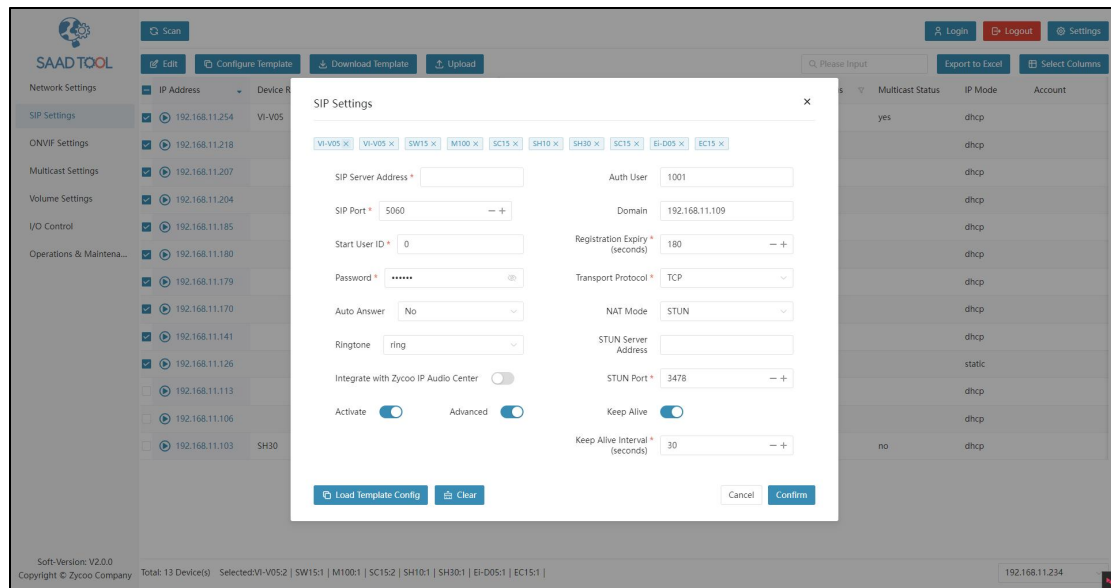 Scan
Login
Logout
Settings
SAAD TOOL
Edit
Configure Template
Download Template
Upload
Please Input
Export to Excel
Select Columns
Network Settings
SIP Settings
ONVIF Settings
Multicast Settings
Volume Settings
I/O Control
Operations & Maintena...
IP Address Device R s Multicast Status IP Mode Account
192.168.11.254 VI-V05 yes dhcp
192.168.11.218 dhcp
192.168.11.207 dhcp
192.168.11.204 dhcp
192.168.11.185 dhcp
192.168.11.180 dhcp
192.168.11.179 dhcp
192.168.11.170 dhcp
192.168.11.141 dhcp
192.168.11.126 static
192.168.11.113 dhcp
192.168.11.106 dhcp
192.168.11.103 SH30 no dhcp
SIP Settings ×
VI-V05 × VI-V05 × SW15 × M100 × SC15 × SH10 × SH30 × SC15 × Ei-D05 × EC15 ×
SIP Server Address *
SIP Port * 5060 − +
Start User ID * 0
Password * ••••••
Auto Answer No
Ringtone ring
Integrate with Zycoo IP Audio Center
Activate Advanced
Auth User 1001
Domain 192.168.11.109
Registration Expiry *
(seconds) 180 − +
Transport Protocol * TCP
NAT Mode STUN
STUN Server
Address
STUN Port * 3478 − +
Keep Alive
Keep Alive Interval *
(seconds) 30 − +
Load Template Config
Clear
Cancel
Confirm
Soft-Version: V2.0.0
Copyright © Zycoo Company
Total: 13 Device(s) Selected:VI-V05:2 | SW15:1 | M100:1 | SC15:2 | SH10:1 | SH30:1 | Ei-D05:1 | EC15:1 |
192.168.11.234